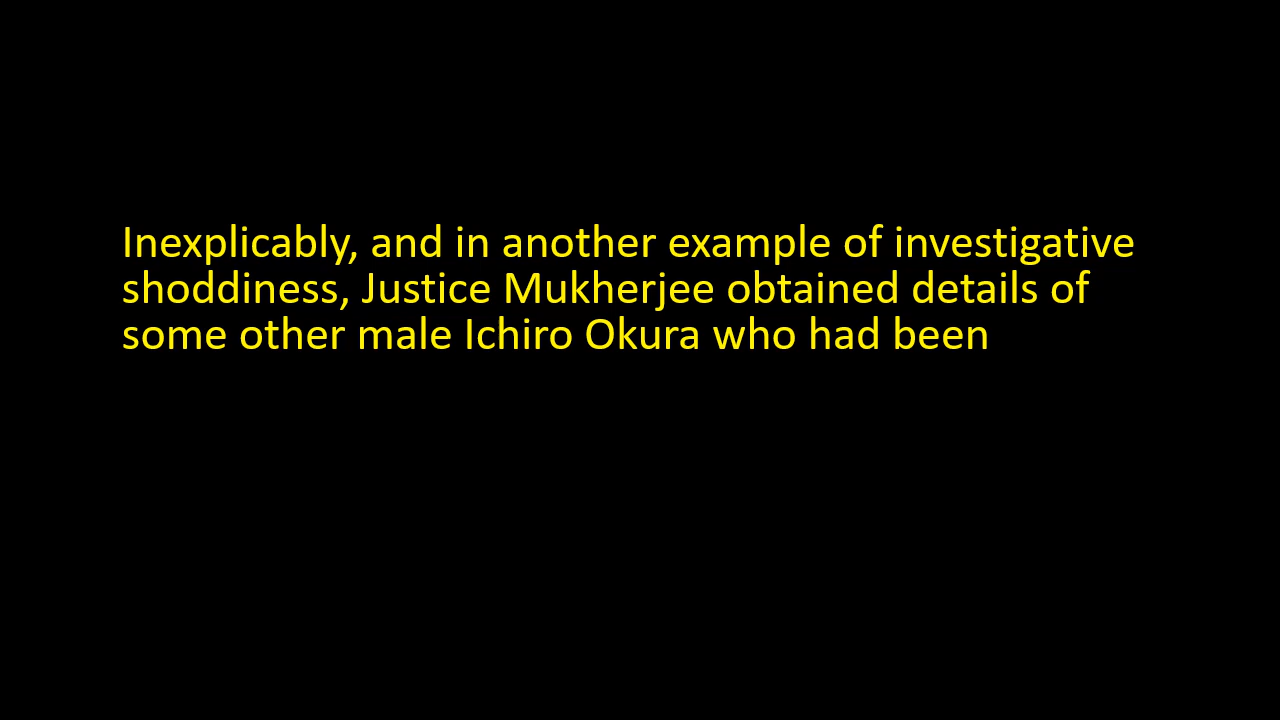 Inexplicably, and in another example of investigative
shoddiness, Justice Mukherjee obtained details of
some other male Ichiro Okura who had been